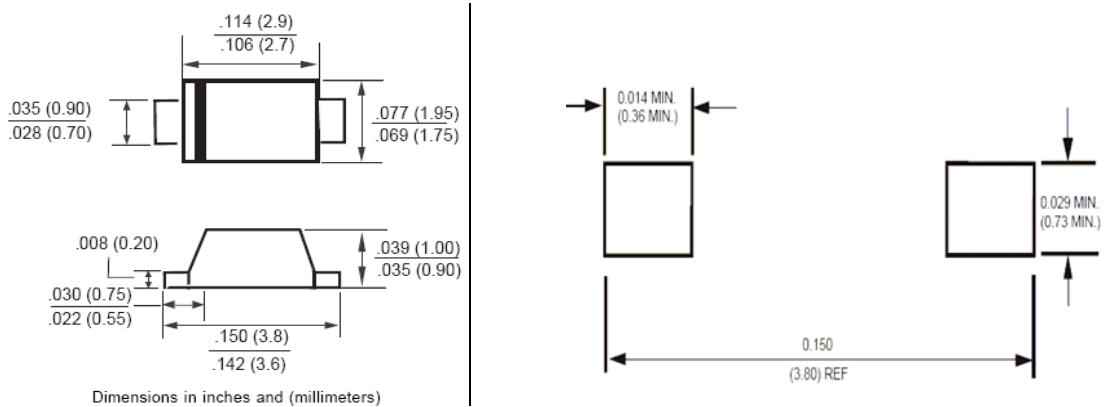 .114 (2.9)
.106 (2.7)
.035 (0.90)
.028 (0.70)
.077 (1.95)
.069 (1.75)
.008 (0.20)
.039 (1.00)
.035 (0.90)
.030 (0.75)
.022 (0.55)
.150 (3.8)
.142 (3.6)
Dimensions in inches and (millimeters)
0.014 MIN.
(0.36 MIN.)
0.029 MIN.
(0.73 MIN.)
0.150
(3.80) REF